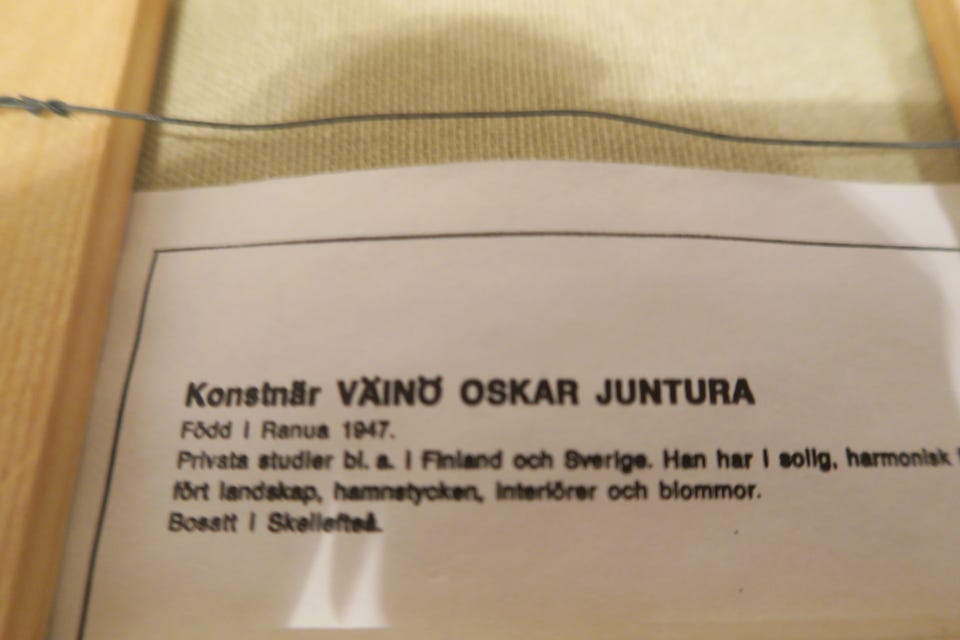 Konstnär VÄINÖ OSKAR JUNTURA
Född i Ranua 1947.
Privata studier bl. a. i Finland och Sverige. Han har i solig, harmonisk
fört landskap, hamnstycken, interiörer och blommor.
Bosatt i Skellefteå.